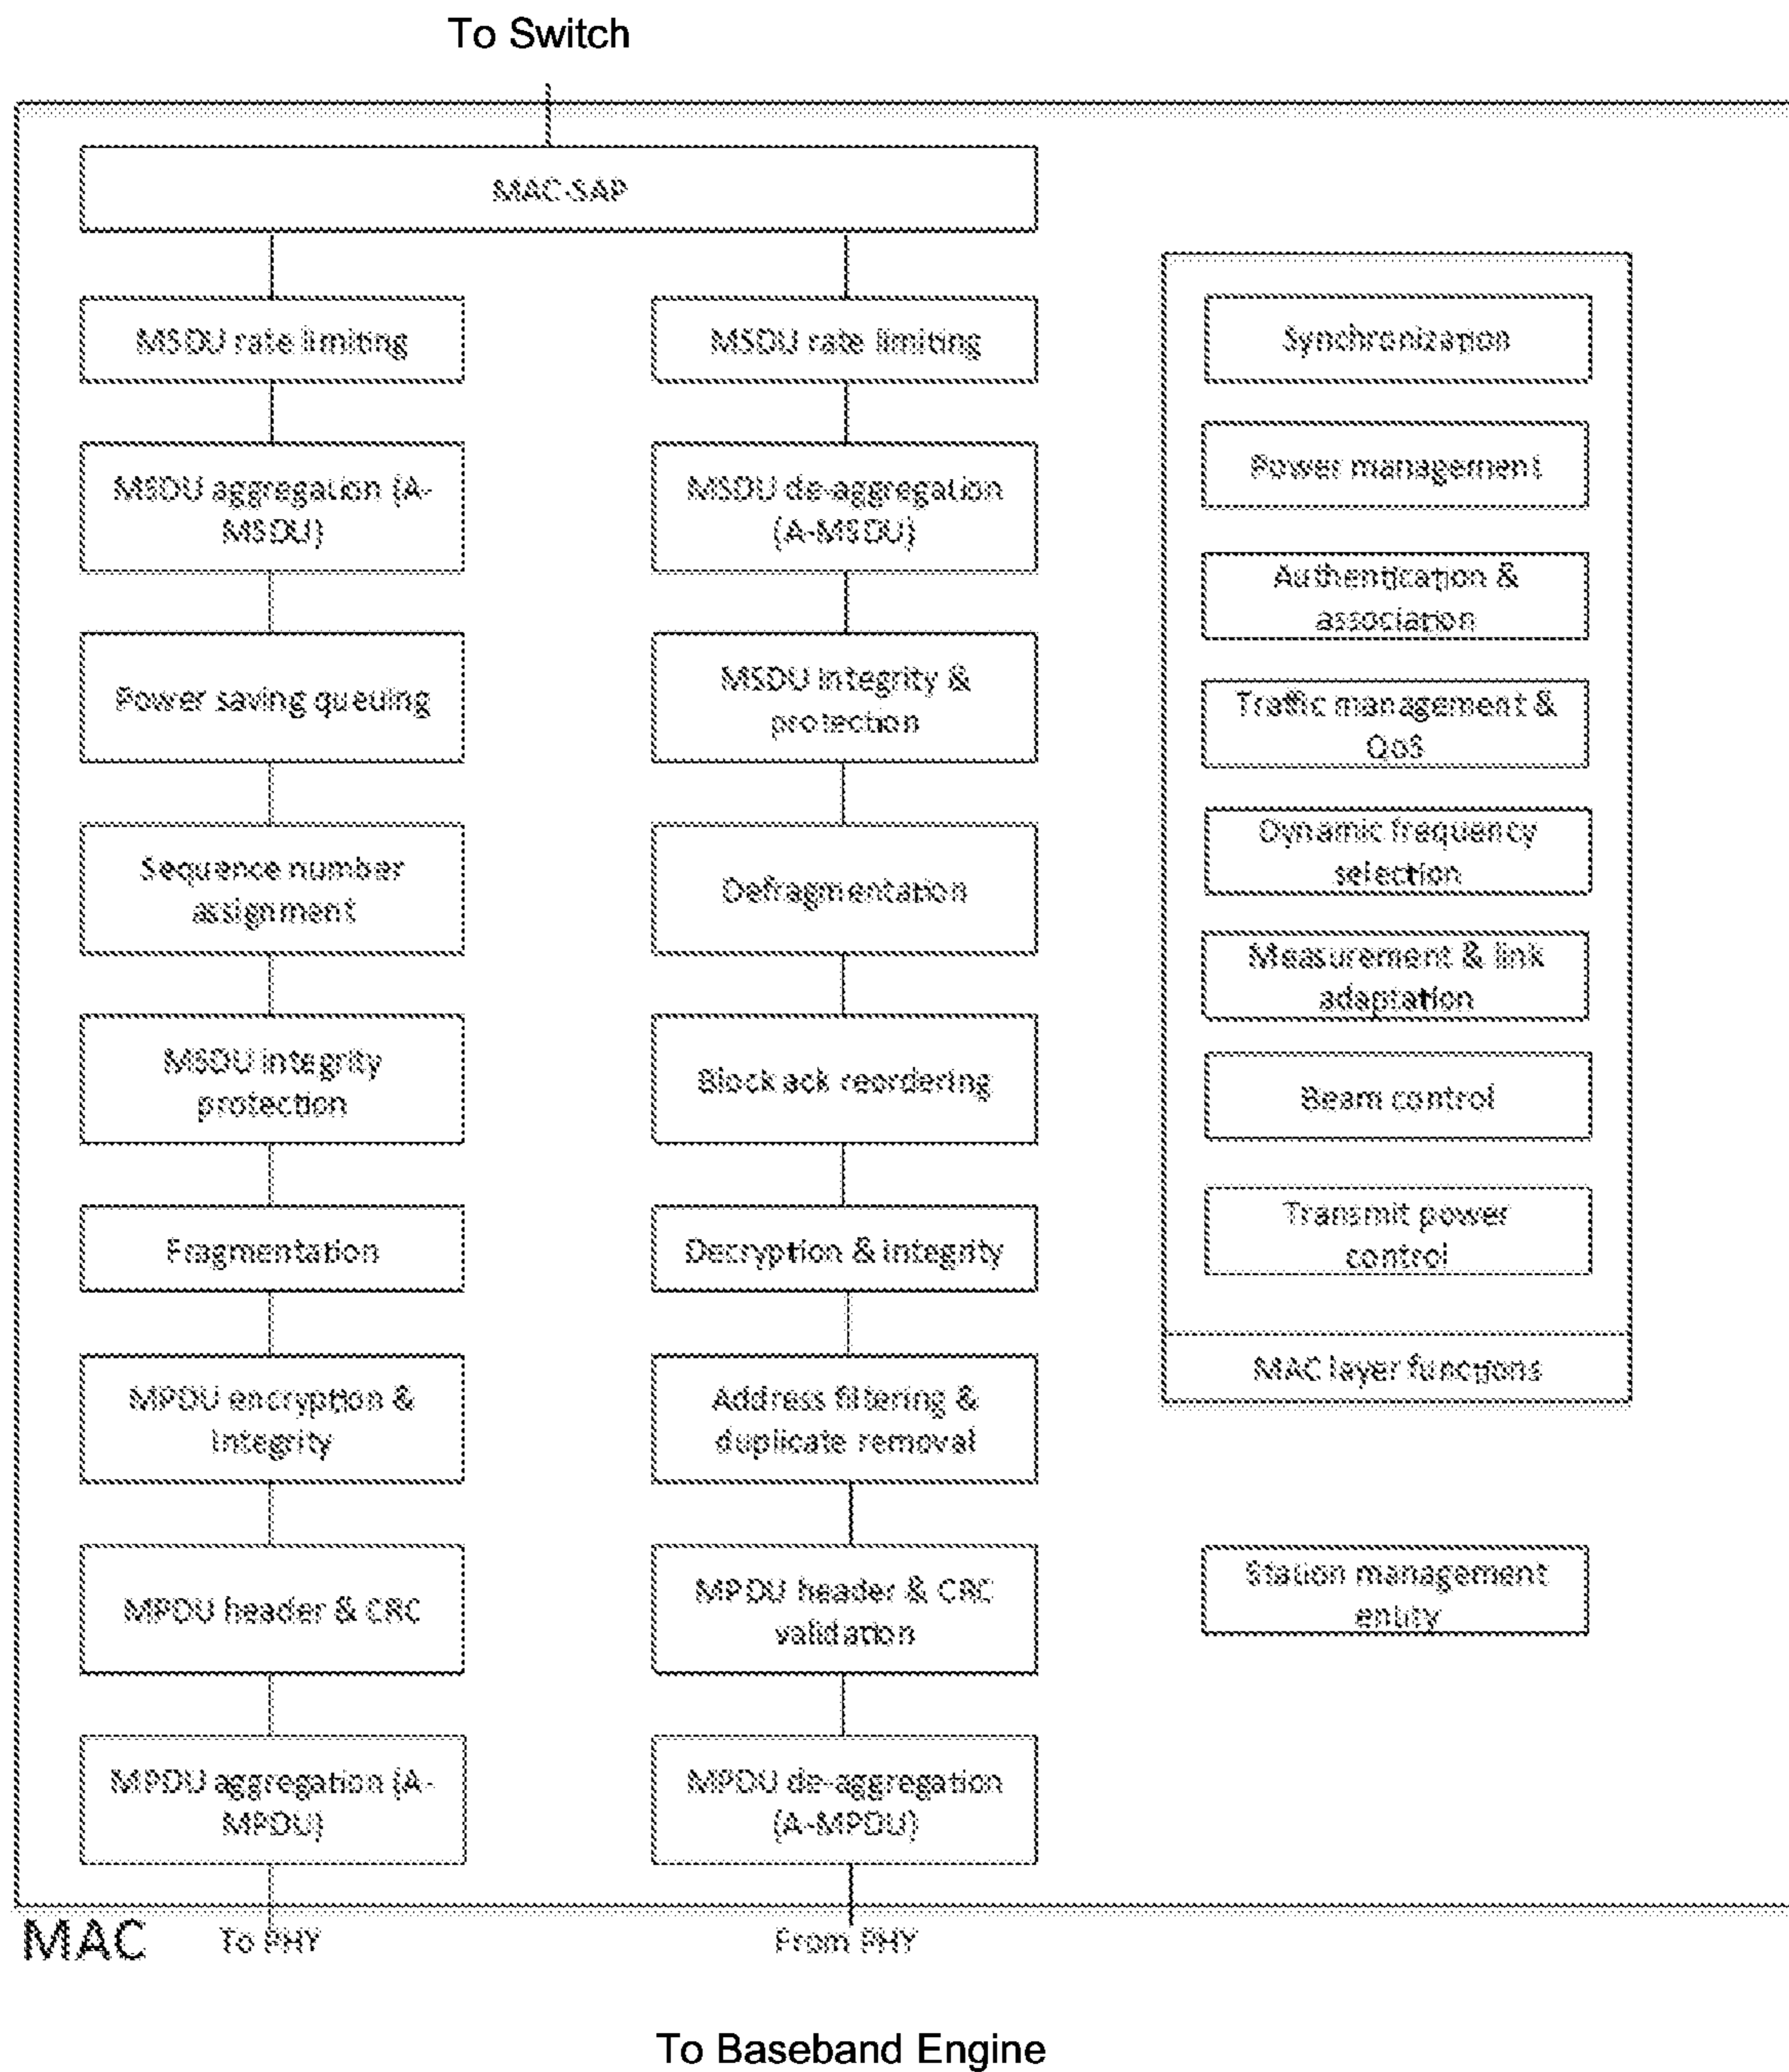 To Switch
MAC-SAP
MSDU rate limiting
MSDU aggregation (A-
MSDU)
Power saving queuing
Sequence number
assignment
MSDU integrity
protection
Fragmentation
MPDU encryption &
Integrity
MPDU header & CRC
MPDU aggregation (A-
MPDU)
To PHY
MSDU rate limiting
MSDU de-aggregation
(A-MSDU)
MSDU Integrity &
protection
Defragmentation
Block ack reordering
Decryption & integrity
Address filtering &
duplicate removal
MPDU header & CRC
validation
MPDU de-aggregation
(A-MPDU)
From PHY
Synchronization
Power management
Authentication &
association
Traffic management &
QoS
Dynamic frequency
selection
Measurement & link
adaptation
Beam control
Transmit power
control
MAC layer functions
Station management
entity
MAC
To Baseband Engine